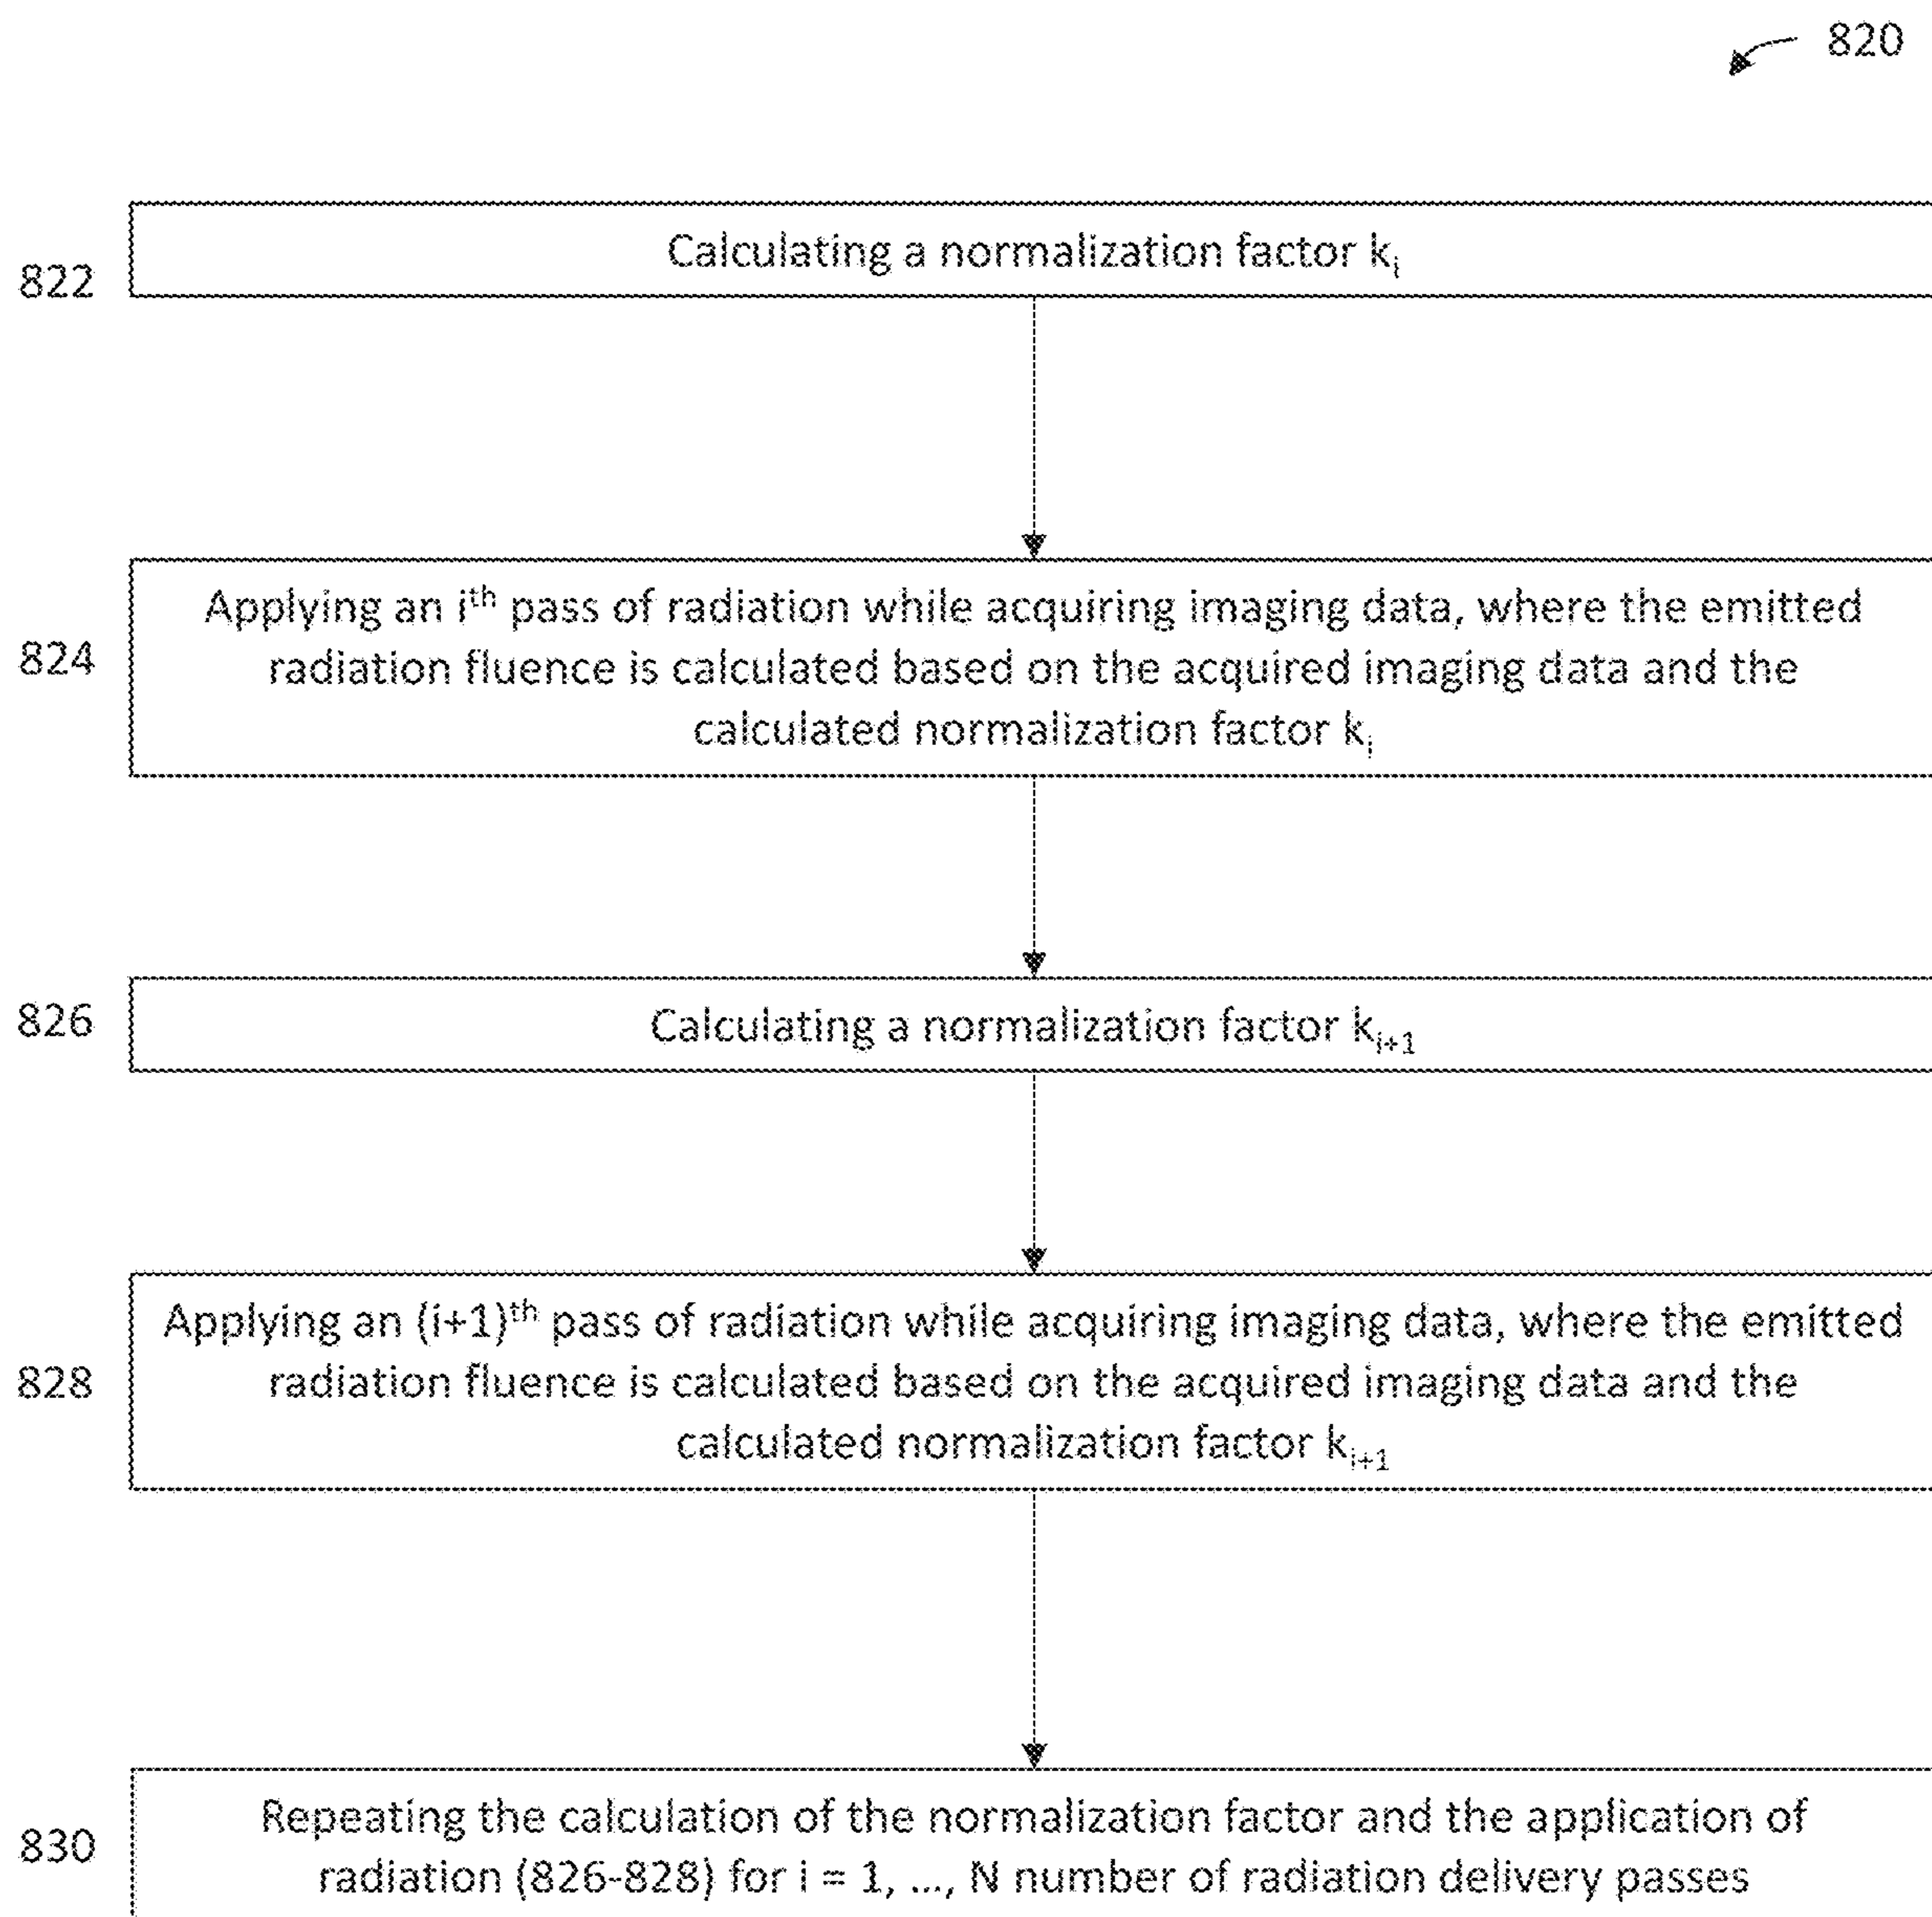 820
822
Calculating a normalization factor kᵢ
824
Applying an iᵗʰ pass of radiation while acquiring imaging data, where the emitted
radiation fluence is calculated based on the acquired imaging data and the
calculated normalization factor kᵢ
826
Calculating a normalization factor kᵢ₊₁
828
Applying an (i+1)ᵗʰ pass of radiation while acquiring imaging data, where the emitted
radiation fluence is calculated based on the acquired imaging data and the
calculated normalization factor kᵢ₊₁
830
Repeating the calculation of the normalization factor and the application of
radiation (826-828) for i = 1, ..., N number of radiation delivery passes